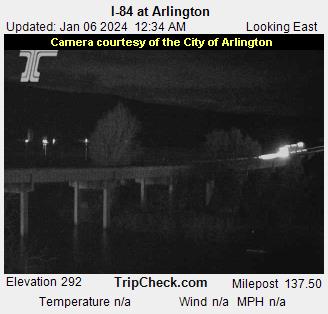 I-84 at Arlington
Updated: Jan 06 2024 12:34 AM Looking East
Camera courtesy of the City of Arlington
Elevation 292 TripCheck.com Milepost 137.50
Temperature n/a Wind n/a MPH n/a